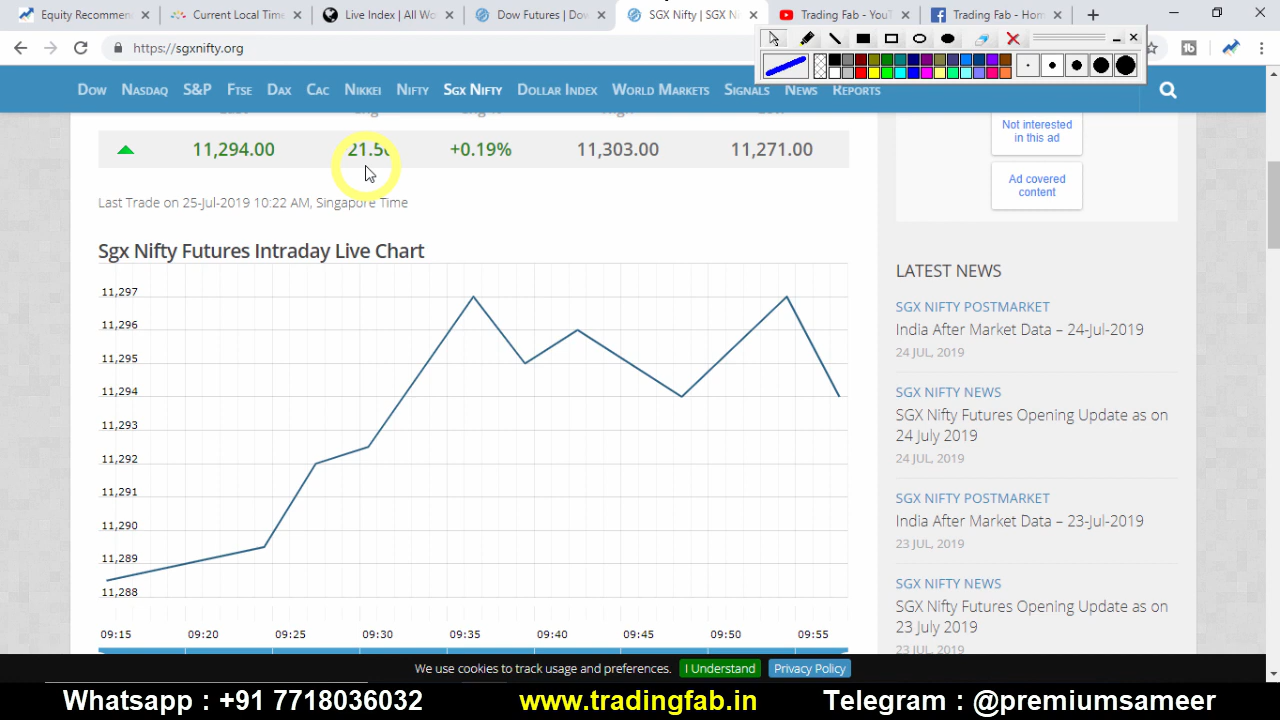 Equity Recommen
Current Local Time
Live Index | All Wo
Dow Futures | Dow
SGX Nifty | SGX N
Trading Fab - YouT
Trading Fab - Hom
https://sgxnifty.org
Dow Nasdaq S&P Ftse Dax Cac Nikkei Nifty Sgx Nifty Dollar Index World Markets Signals News Reports
11,294.00 21.50 +0.19% 11,303.00 11,271.00
Last Trade on 25-Jul-2019 10:22 AM, Singapore Time
Sgx Nifty Futures Intraday Live Chart
11,297
11,296
11,295
11,294
11,293
11,292
11,291
11,290
11,289
11,288
09:15 09:20 09:25 09:30 09:35 09:40 09:45 09:50 09:55
Not interested
in this ad
Ad covered
content
LATEST NEWS
SGX NIFTY POSTMARKET
India After Market Data – 24-Jul-2019
24 JUL, 2019
SGX NIFTY NEWS
SGX Nifty Futures Opening Update as on
24 July 2019
24 JUL, 2019
SGX NIFTY POSTMARKET
India After Market Data – 23-Jul-2019
23 JUL, 2019
SGX NIFTY NEWS
SGX Nifty Futures Opening Update as on
23 July 2019
23 JUL, 2019
We use cookies to track usage and preferences. I Understand Privacy Policy
Whatsapp : +91 7718036032 www.tradingfab.in Telegram : @premiumsameer